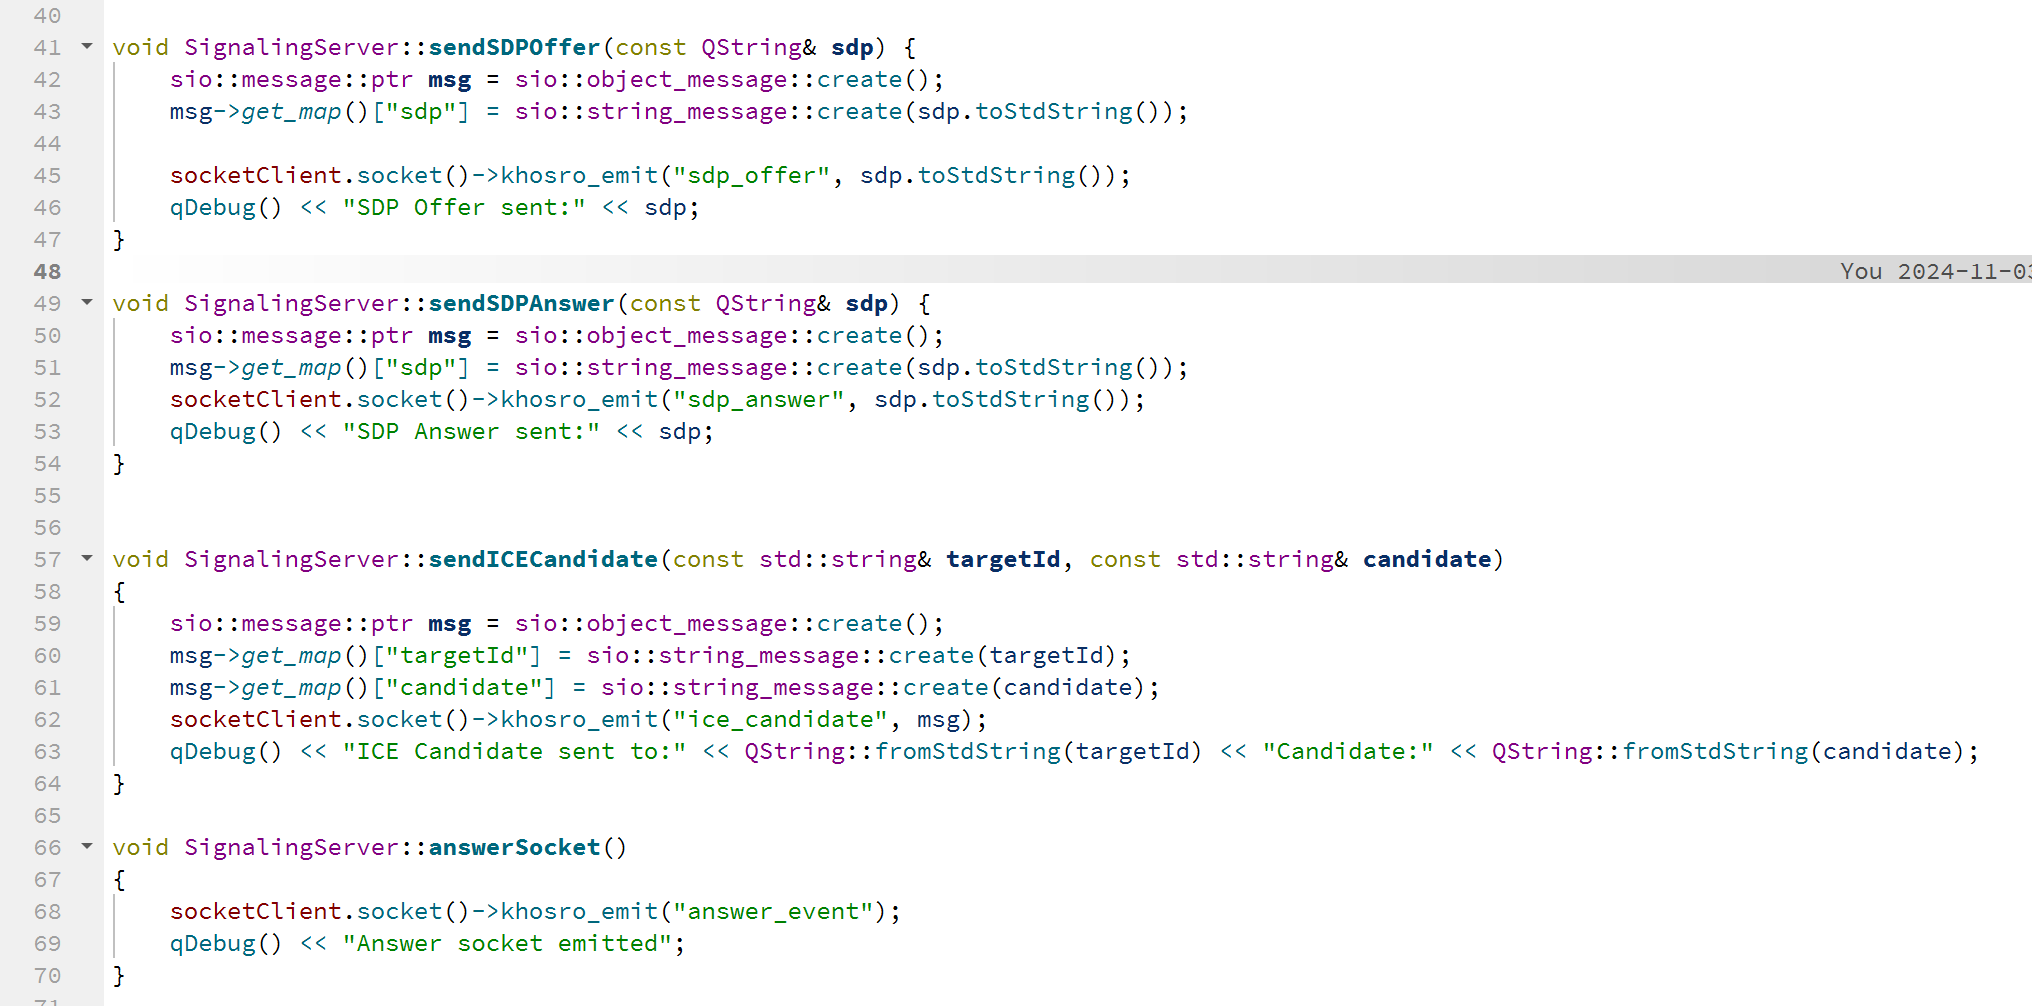 40
41 void SignalingServer::sendSDPOffer(const QString& sdp) {
42 sio::message::ptr msg = sio::object_message::create();
43 msg->get_map()["sdp"] = sio::string_message::create(sdp.toStdString());
44
45 socketClient.socket()->khosro_emit("sdp_offer", sdp.toStdString());
46 qDebug() << "SDP Offer sent:" << sdp;
47 }
48 You 2024-11-03
49 void SignalingServer::sendSDPAnswer(const QString& sdp) {
50 sio::message::ptr msg = sio::object_message::create();
51 msg->get_map()["sdp"] = sio::string_message::create(sdp.toStdString());
52 socketClient.socket()->khosro_emit("sdp_answer", sdp.toStdString());
53 qDebug() << "SDP Answer sent:" << sdp;
54 }
55
56
57 void SignalingServer::sendICECandidate(const std::string& targetId, const std::string& candidate)
58 {
59 sio::message::ptr msg = sio::object_message::create();
60 msg->get_map()["targetId"] = sio::string_message::create(targetId);
61 msg->get_map()["candidate"] = sio::string_message::create(candidate);
62 socketClient.socket()->khosro_emit("ice_candidate", msg);
63 qDebug() << "ICE Candidate sent to:" << QString::fromStdString(targetId) << "Candidate:" << QString::fromStdString(candidate);
64 }
65
66 void SignalingServer::answerSocket()
67 {
68 socketClient.socket()->khosro_emit("answer_event");
69 qDebug() << "Answer socket emitted";
70 }
71